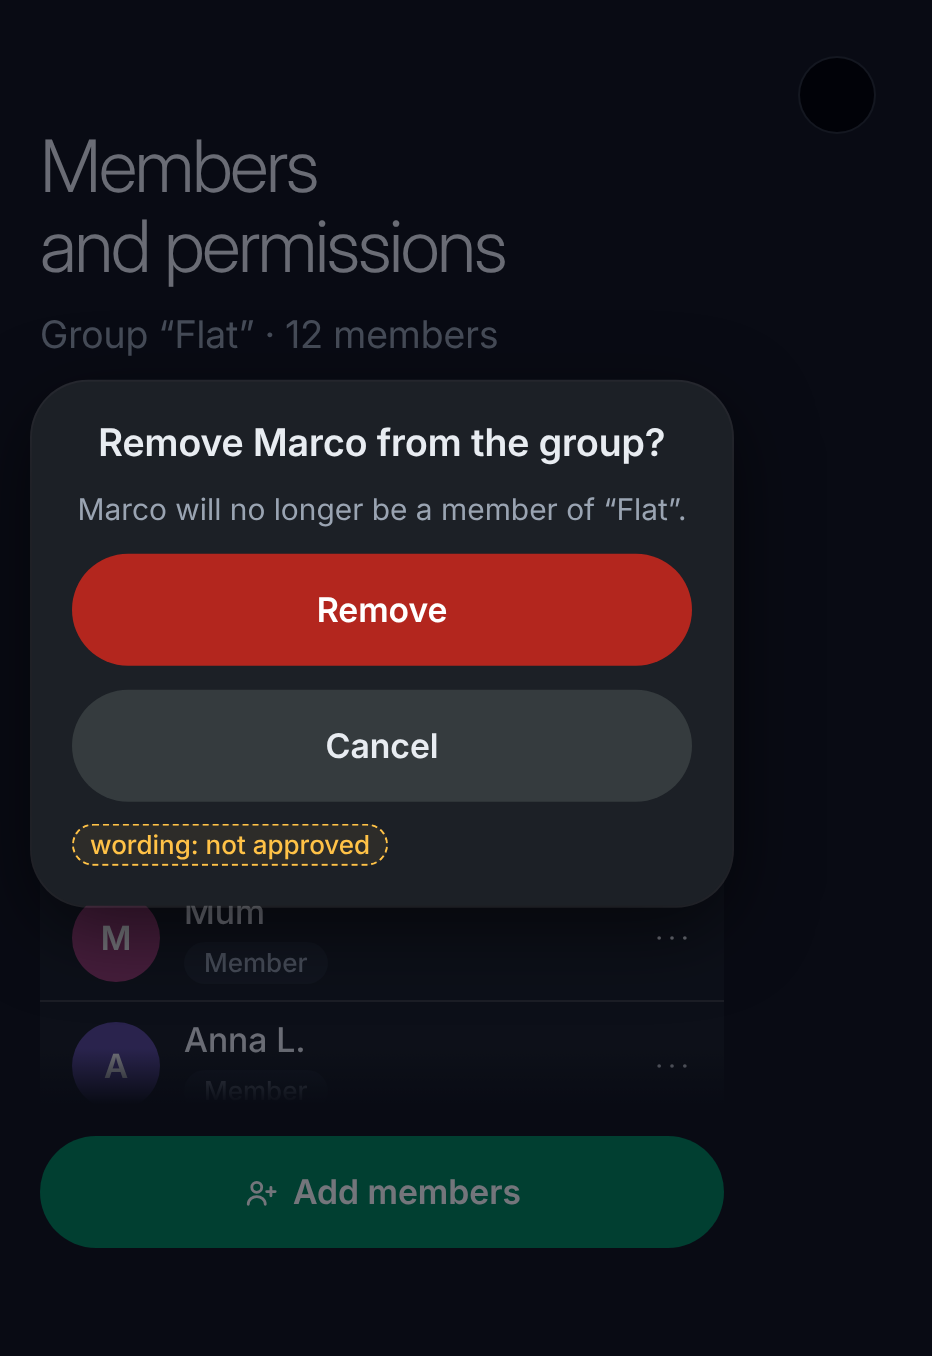 Members
and permissions
Group “Flat” · 12 members
Remove Marco from the group?
Marco will no longer be a member of “Flat”.
Remove
Cancel
wording: not approved
M
Mum
Member
...
A
Anna L.
Member
...
Add members